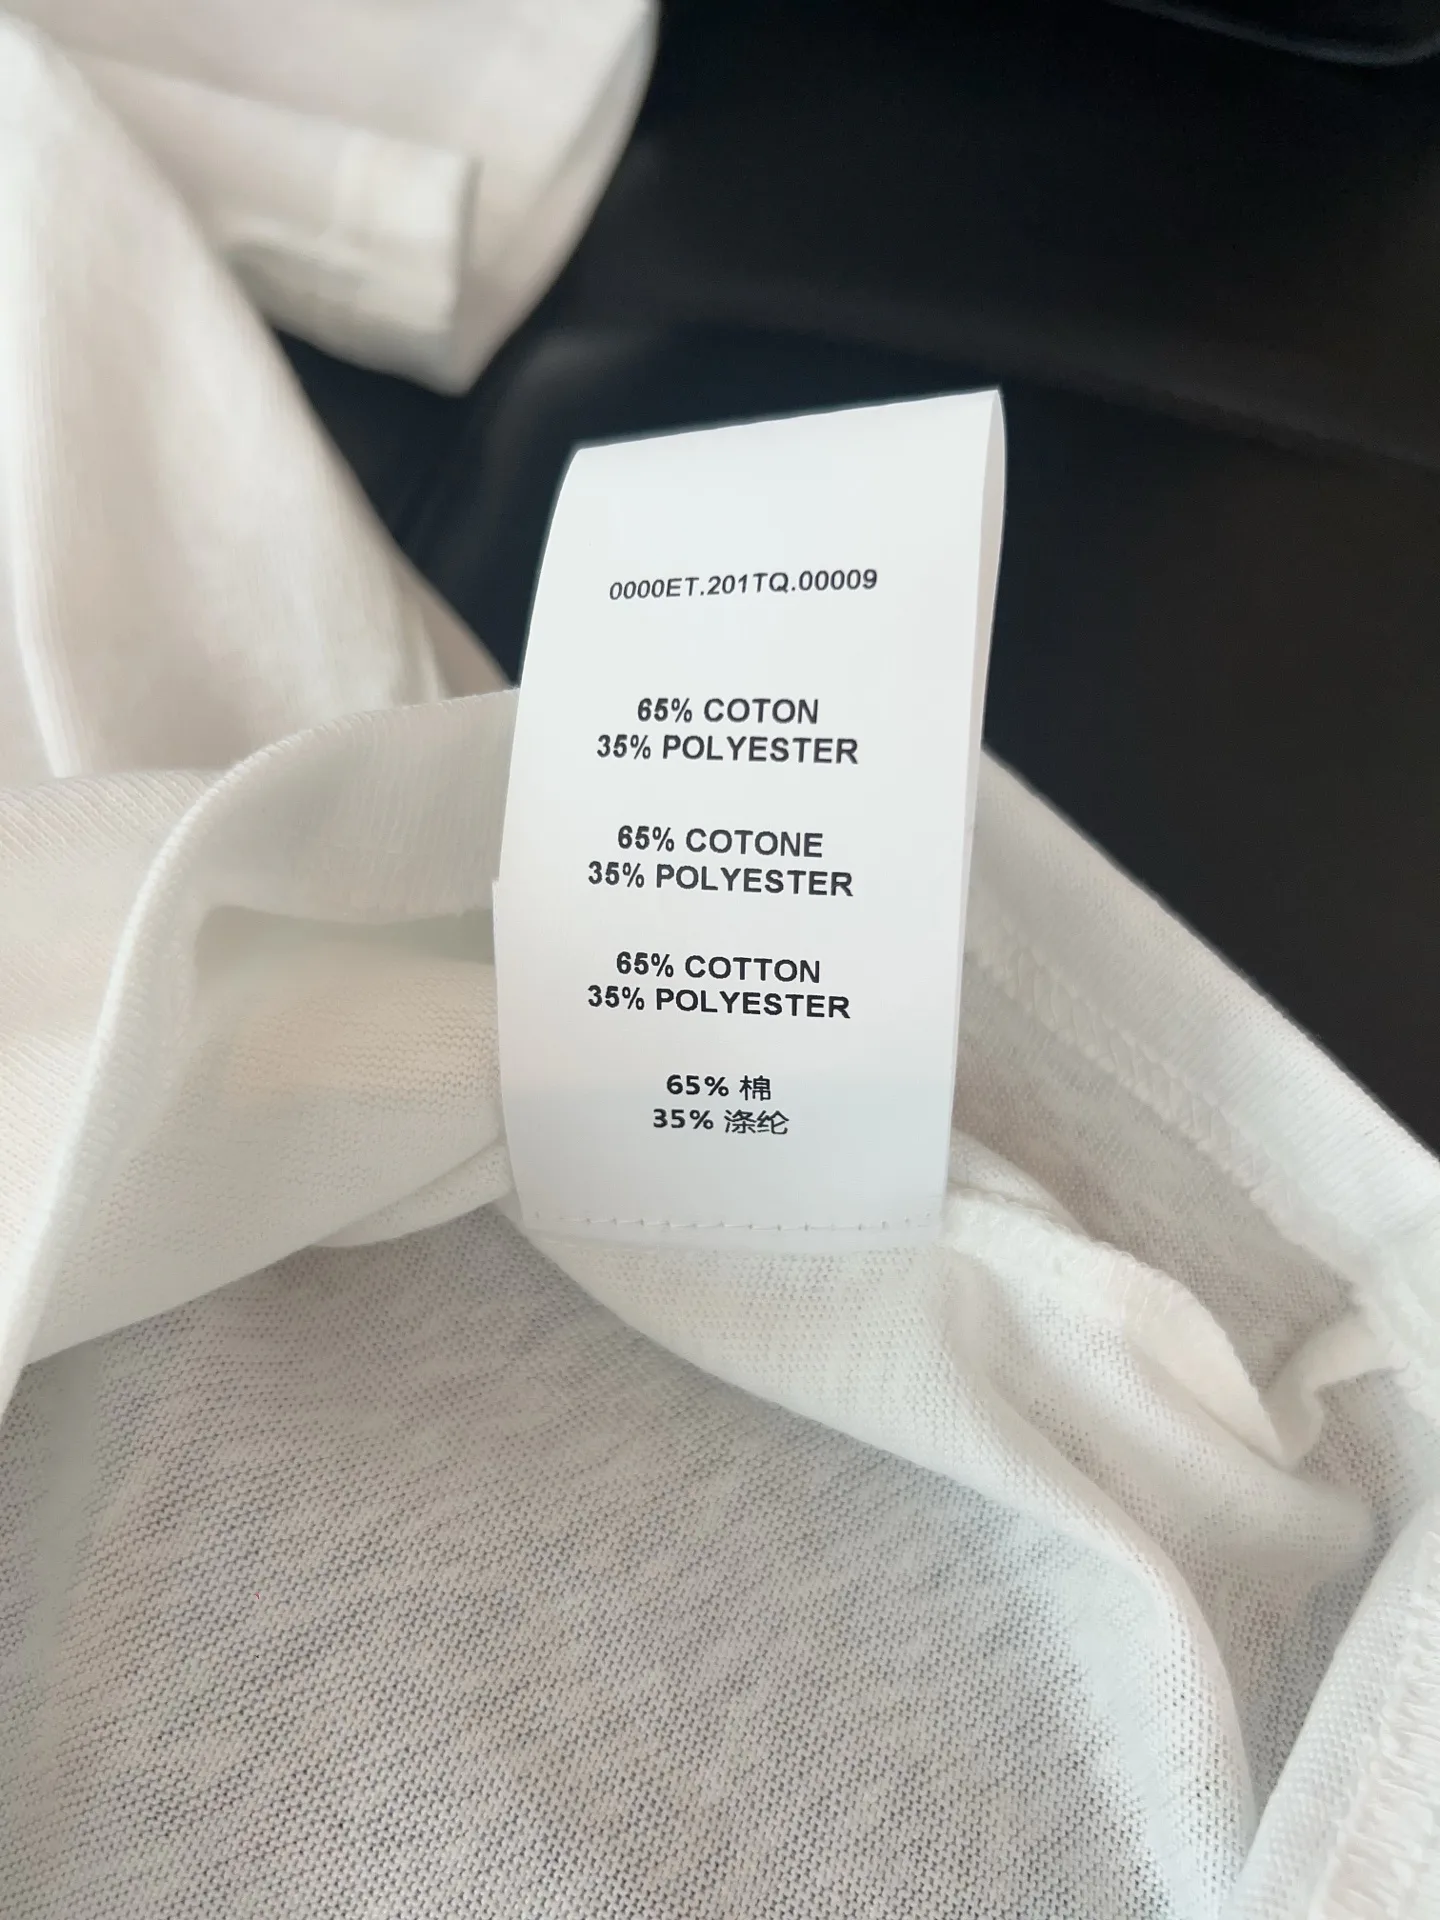 0000ET.201TQ.00009
65% COTON
35% POLYESTER
65% COTONE
35% POLYESTER
65% COTTON
35% POLYESTER
65% 棉
35% 涤纶